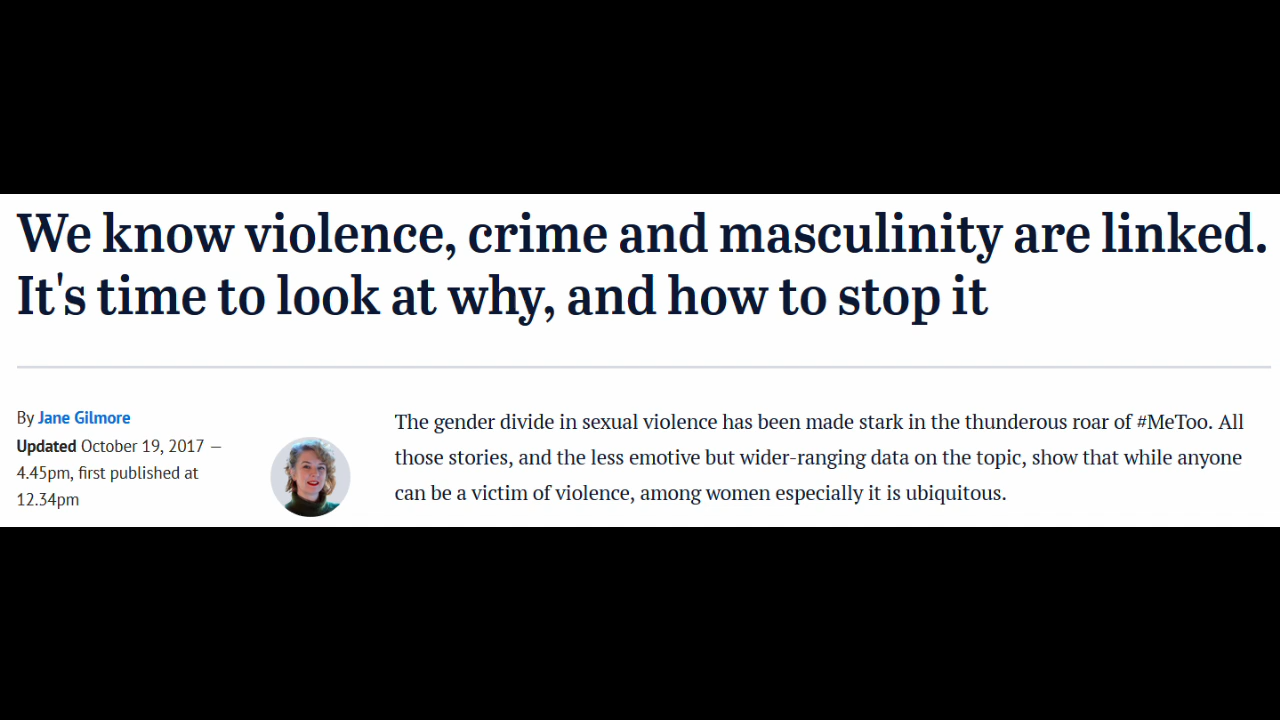 We know violence, crime and masculinity are linked.
It's time to look at why, and how to stop it
By Jane Gilmore
Updated October 19, 2017 —
4.45pm, first published at
12.34pm
The gender divide in sexual violence has been made stark in the thunderous roar of #MeToo. All
those stories, and the less emotive but wider-ranging data on the topic, show that while anyone
can be a victim of violence, among women especially it is ubiquitous.